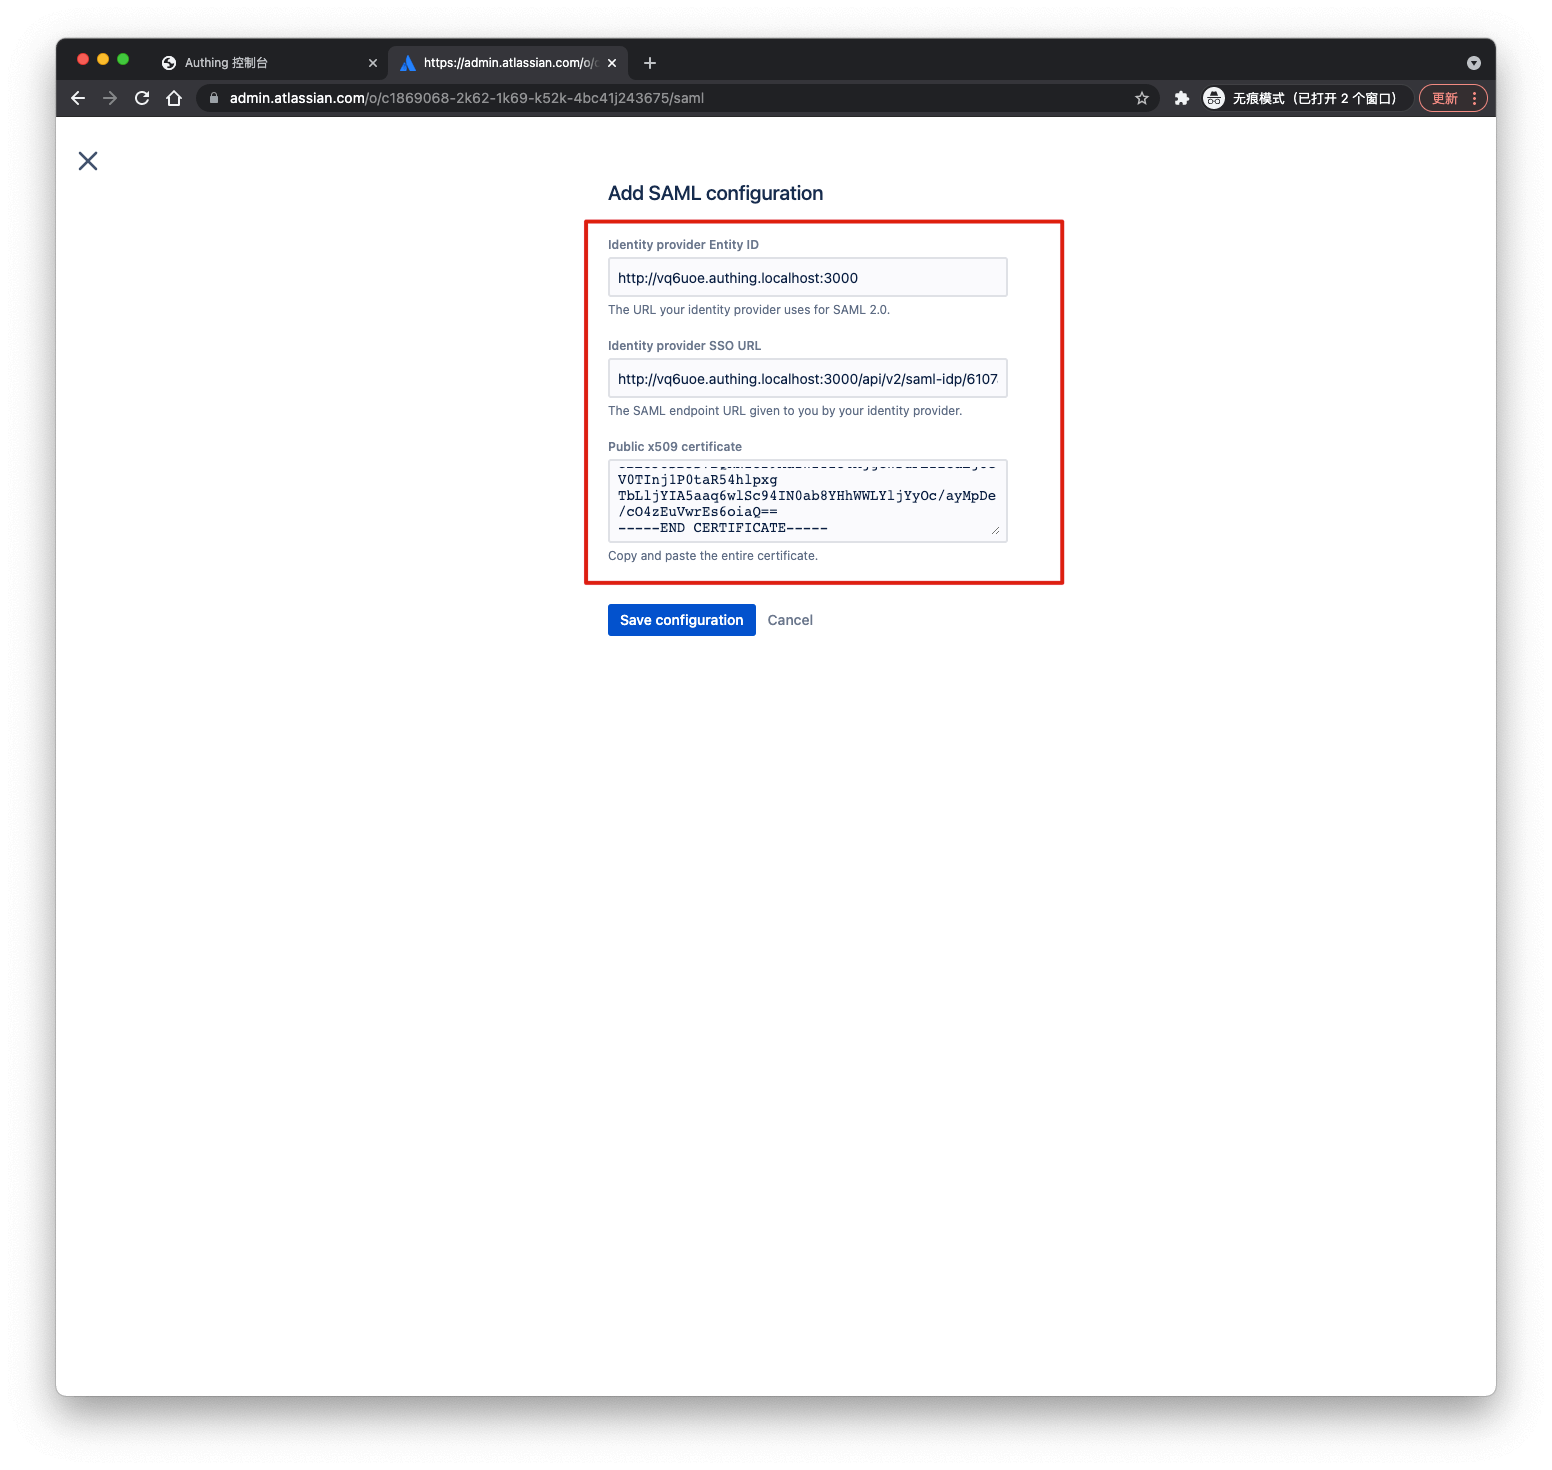 Authing 控制台
https://admin.atlassian.com/o/c
admin.atlassian.com/o/c1869068-2k62-1k69-k52k-4bc41j243675/saml
无痕模式（已打开 2 个窗口）
更新
Add SAML configuration
Identity provider Entity ID
http://vq6uoe.authing.localhost:3000
The URL your identity provider uses for SAML 2.0.
Identity provider SSO URL
http://vq6uoe.authing.localhost:3000/api/v2/saml-idp/6107
The SAML endpoint URL given to you by your identity provider.
Public x509 certificate
V0TInj1P0taR54hlpxg
TbLljYIA5aaq6wlSc94IN0ab8YHhWWLYljYyOc/ayMpDe
/cO4zEuVwrEs6oiaQ==
-----END CERTIFICATE-----
Copy and paste the entire certificate.
Save configuration
Cancel